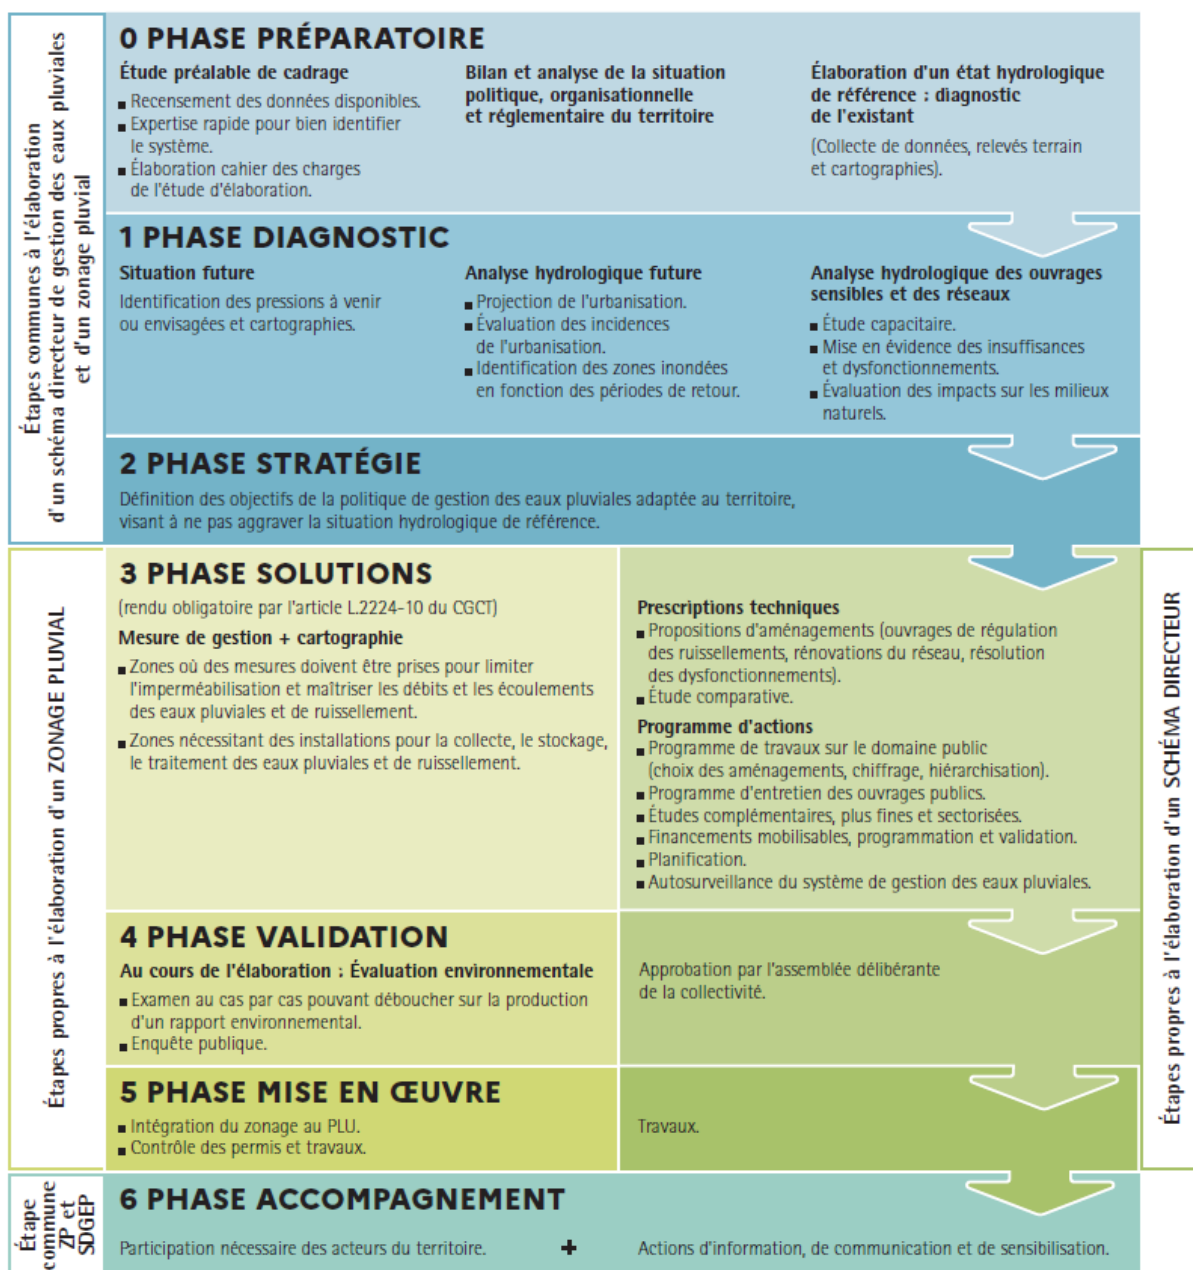 Étapes communes à l'élaboration
d'un schéma directeur de gestion des eaux pluviales
et d'un zonage pluvial
0 PHASE PRÉPARATOIRE
Étude préalable de cadrage
■ Recensement des données disponibles.
■ Expertise rapide pour bien identifier
le système.
■ Élaboration cahier des charges
de l'étude d'élaboration.
Bilan et analyse de la situation
politique, organisationnelle
et réglementaire du territoire
Élaboration d'un état hydrologique
de référence : diagnostic
de l'existant
(Collecte de données, relevés terrain
et cartographies).
1 PHASE DIAGNOSTIC
Situation future
Identification des pressions à venir
ou envisagées et cartographies.
Analyse hydrologique future
■ Projection de l'urbanisation.
■ Évaluation des incidences
de l'urbanisation.
■ Identification des zones inondées
en fonction des périodes de retour.
Analyse hydrologique des ouvrages
sensibles et des réseaux
■ Étude capacitaire.
■ Mise en évidence des insuffisances
et dysfonctionnements.
■ Évaluation des impacts sur les milieux
naturels.
2 PHASE STRATÉGIE
Définition des objectifs de la politique de gestion des eaux pluviales adaptée au territoire,
visant à ne pas aggraver la situation hydrologique de référence.
Étapes propres à l'élaboration d'un ZONAGE PLUVIAL
3 PHASE SOLUTIONS
(rendu obligatoire par l'article L.2224-10 du CGCT)
Mesure de gestion + cartographie
■ Zones où des mesures doivent être prises pour limiter
l'imperméabilisation et maîtriser les débits et les écoulements
des eaux pluviales et de ruissellement.
■ Zones nécessitant des installations pour la collecte, le stockage,
le traitement des eaux pluviales et de ruissellement.
Prescriptions techniques
■ Propositions d'aménagements (ouvrages de régulation
des ruissellements, rénovations du réseau, résolution
des dysfonctionnements).
■ Étude comparative.
Programme d'actions
■ Programme de travaux sur le domaine public
(choix des aménagements, chiffrage, hiérarchisation).
■ Programme d'entretien des ouvrages publics.
■ Études complémentaires, plus fines et sectorisées.
■ Financements mobilisables, programmation et validation.
■ Planification.
■ Autosurveillance du système de gestion des eaux pluviales.
Étapes propres à l'élaboration d'un SCHÉMA DIRECTEUR
4 PHASE VALIDATION
Au cours de l'élaboration : Évaluation environnementale
■ Examen au cas par cas pouvant déboucher sur la production
d'un rapport environnemental.
■ Enquête publique.
Approbation par l'assemblée délibérante
de la collectivité.
5 PHASE MISE EN ŒUVRE
■ Intégration du zonage au PLU.
■ Contrôle des permis et travaux.
Travaux.
Étape
commune
ZP et
SDGEP
6 PHASE ACCOMPAGNEMENT
Participation nécessaire des acteurs du territoire.
+
Actions d'information, de communication et de sensibilisation.